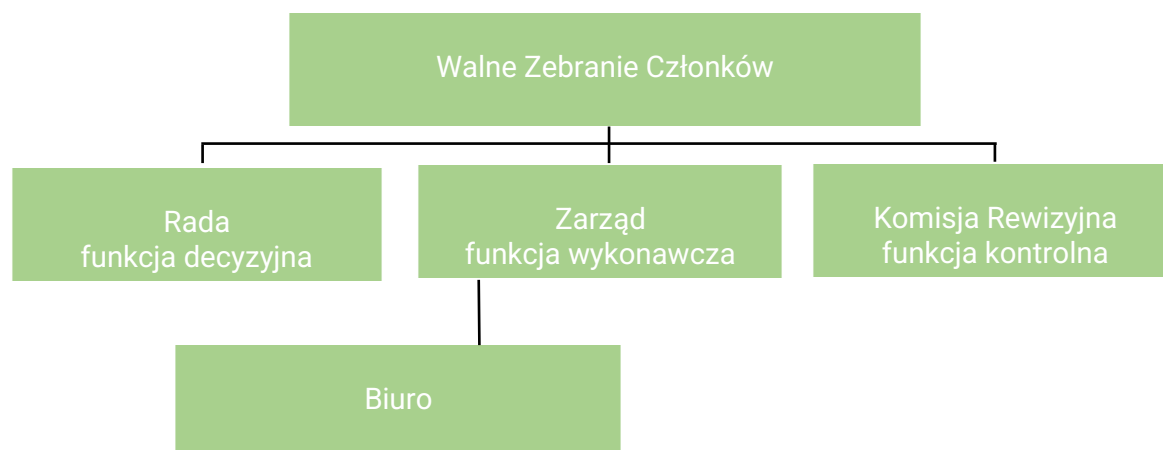 Walne Zebranie Członków
Rada
funkcja decyzyjna
Zarząd
funkcja wykonawcza
Komisja Rewizyjna
funkcja kontrolna
Biuro